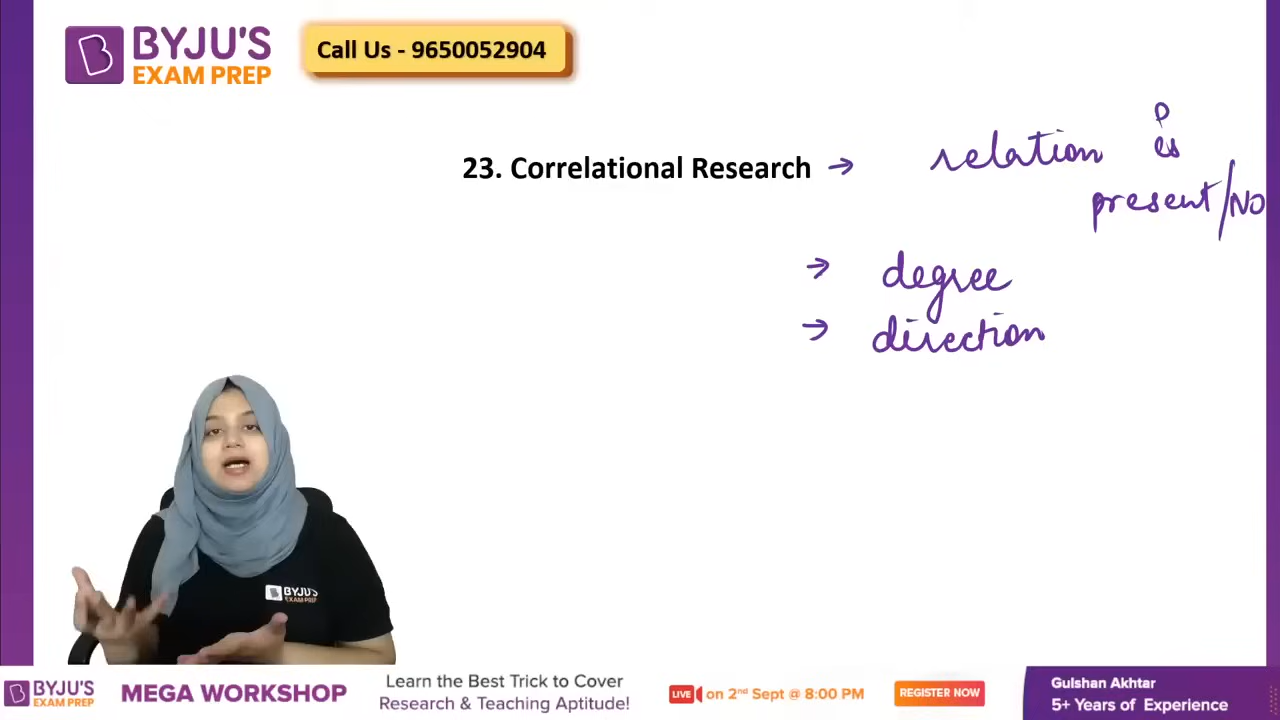 BYJU'S
EXAM PREP
Call Us - 9650052904
23. Correlational Research → relation is
present/NO
→ degree
→ direction
BYJU'S
EXAM PREP
BYJU'S
EXAM PREP
MEGA WORKSHOP
Learn the Best Trick to Cover
Research & Teaching Aptitude!
LIVE on 2nd Sept @ 8:00 PM
REGISTER NOW
Gulshan Akhtar
5+ Years of Experience